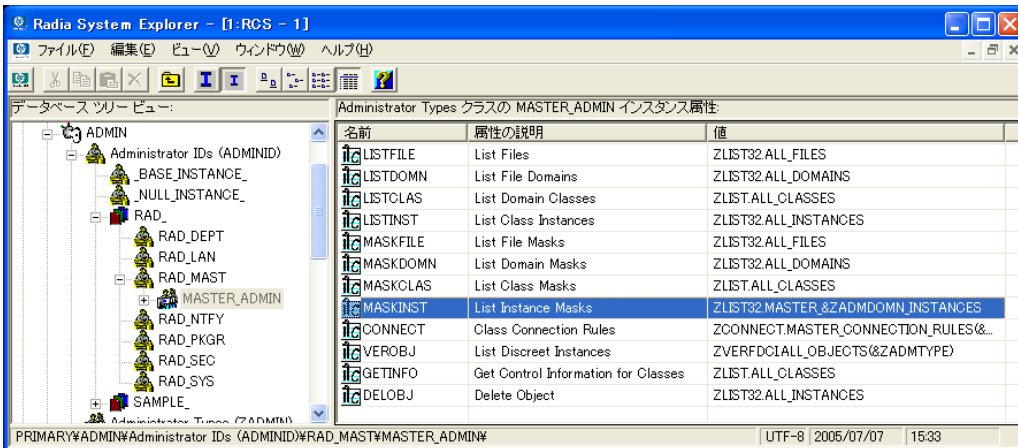 Radia System Explorer - [1:RCS - 1]
ファイル(F) 編集(E) ビュー(V) ウィンドウ(W) ヘルプ(H)
データベース ツリー ビュー:
ADMIN
Administrator IDs (ADMINID)
_BASE_INSTANCE_
_NULL_INSTANCE_
RAD_
RAD_DEPT
RAD_LAN
RAD_MAST
MASTER_ADMIN
RAD_NTFY
RAD_PKGR
RAD_SEC
RAD_SYS
SAMPLE_
Administrator Types (ZADMIN)
Administrator Types クラスの MASTER_ADMIN インスタンス属性:
名前 属性の説明 値
LISTFILE List Files ZLIST32.ALL_FILES
LISTDOMN List File Domains ZLIST32.ALL_DOMAINS
LISTCLAS List Domain Classes ZLIST.ALL_CLASSES
LISTINST List Class Instances ZLIST32.ALL_INSTANCES
MASKFILE List File Masks ZLIST32.ALL_FILES
MASKDOMN List Domain Masks ZLIST32.ALL_DOMAINS
MASKCLAS List Class Masks ZLIST.ALL_CLASSES
MASKINST List Instance Masks ZLIST32.MASTER_&ZADMDOMN_INSTANCES
CONNECT Class Connection Rules ZCONNECT.MASTER_CONNECTION_RULES(&...
VEROBJ List Discreet Instances ZVERFDCIALL_OBJECTS(&ZADMTYPE)
GETINFO Get Control Information for Classes ZLIST.ALL_CLASSES
DELOBJ Delete Object ZLIST32.ALL_INSTANCES
PRIMARY¥ADMIN¥Administrator IDs (ADMINID)¥RAD_MAST¥MASTER_ADMIN¥ UTF-8 2005/07/07 15:33